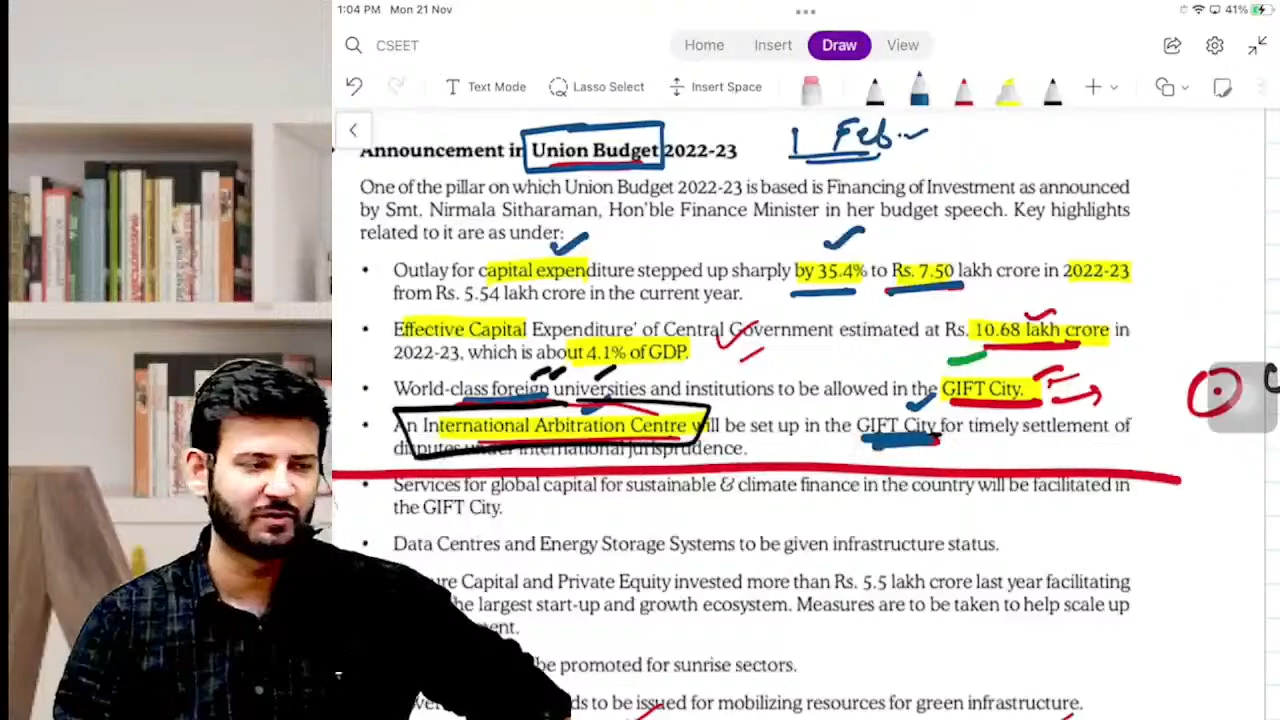 1:04 PM Mon 21 Nov
41%
CSEET
Home Insert Draw View
Text Mode Lasso Select Insert Space
Announcement in Union Budget 2022-23
1 Feb
One of the pillar on which Union Budget 2022-23 is based is Financing of Investment as announced
by Smt. Nirmala Sitharaman, Hon'ble Finance Minister in her budget speech. Key highlights
related to it are as under:
• Outlay for capital expenditure stepped up sharply by 35.4% to Rs. 7.50 lakh crore in 2022-23
from Rs. 5.54 lakh crore in the current year.
• Effective Capital Expenditure' of Central Government estimated at Rs. 10.68 lakh crore in
2022-23, which is about 4.1% of GDP.
• World-class foreign universities and institutions to be allowed in the GIFT City.
• An International Arbitration Centre will be set up in the GIFT City for timely settlement of
disputes under international jurisprudence.
• Services for global capital for sustainable & climate finance in the country will be facilitated in
the GIFT City.
• Data Centres and Energy Storage Systems to be given infrastructure status.
Capital and Private Equity invested more than Rs. 5.5 lakh crore last year facilitating
the largest start-up and growth ecosystem. Measures are to be taken to help scale up
be promoted for sunrise sectors.
to be issued for mobilizing resources for green infrastructure.